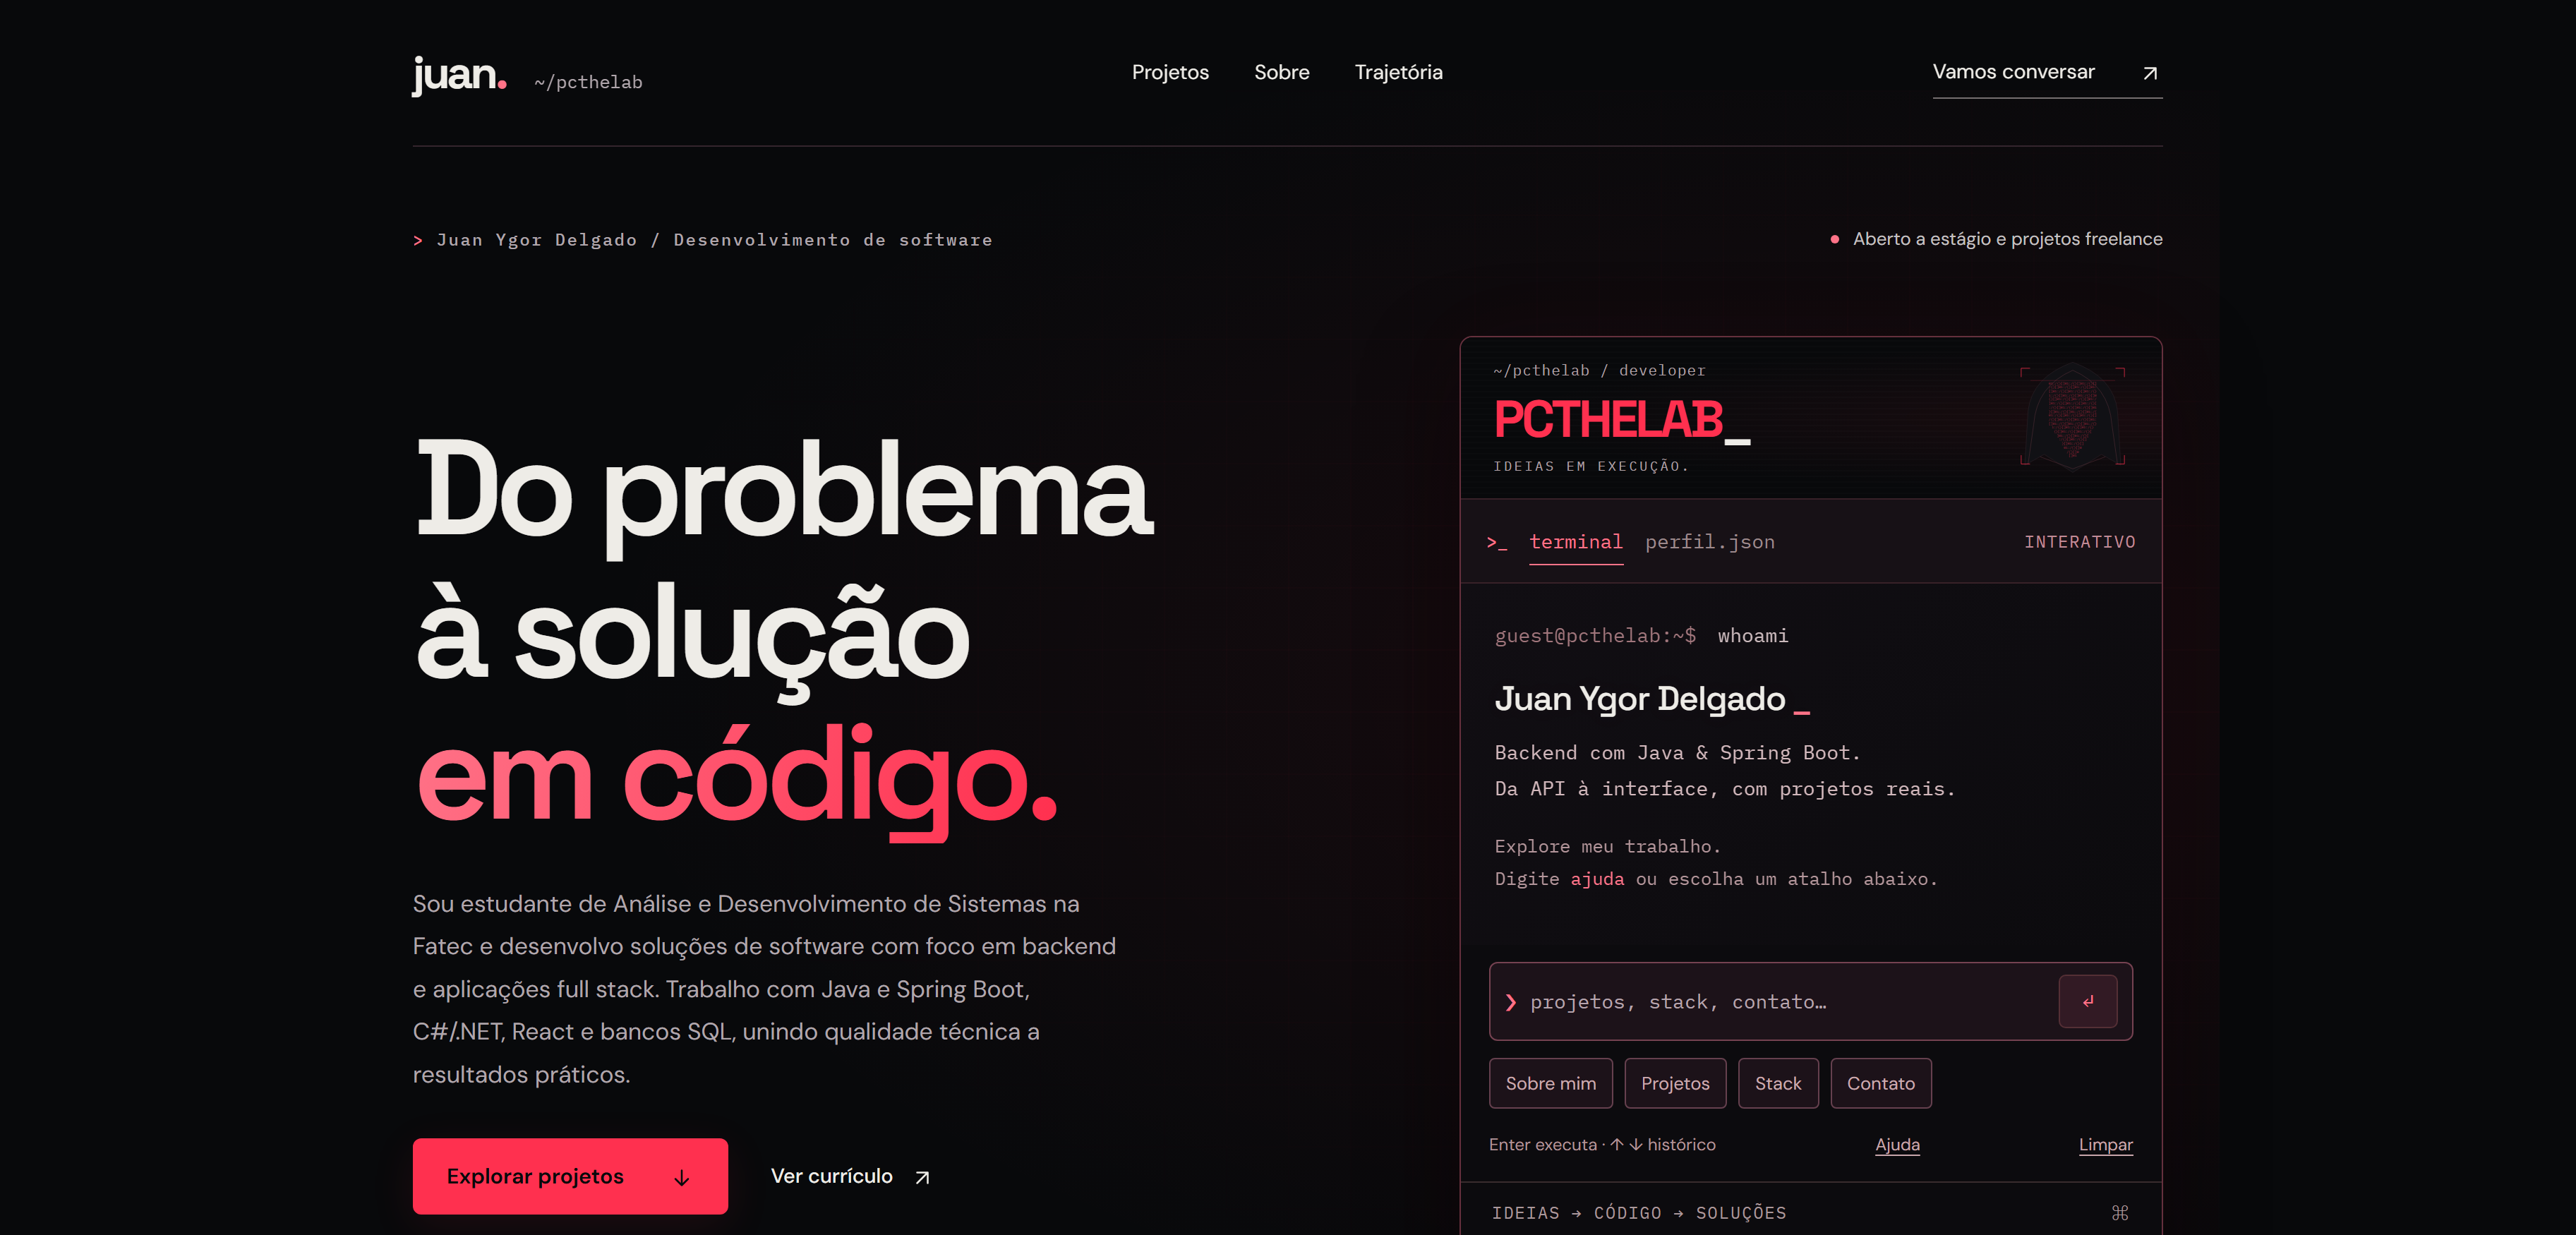 juan. ~/pcthelab
Projetos Sobre Trajetória
Vamos conversar ↗
> Juan Ygor Delgado / Desenvolvimento de software
Aberto a estágio e projetos freelance
Do problema
à solução
em código.
Sou estudante de Análise e Desenvolvimento de Sistemas na
Fatec e desenvolvo soluções de software com foco em backend
e aplicações full stack. Trabalho com Java e Spring Boot,
C#/.NET, React e bancos SQL, unindo qualidade técnica a
resultados práticos.
Explorar projetos ↓
Ver currículo ↗
~/pcthelab / developer
PCTHELAB_
IDEIAS EM EXECUÇÃO.
>_ terminal perfil.json INTERATIVO
guest@pcthelab:~$ whoami
Juan Ygor Delgado _
Backend com Java & Spring Boot.
Da API à interface, com projetos reais.
Explore meu trabalho.
Digite ajuda ou escolha um atalho abaixo.
❯ projetos, stack, contato… ↵
Sobre mim Projetos Stack Contato
Enter executa · ↑ ↓ histórico Ajuda Limpar
IDEIAS → CÓDIGO → SOLUÇÕES ⌘